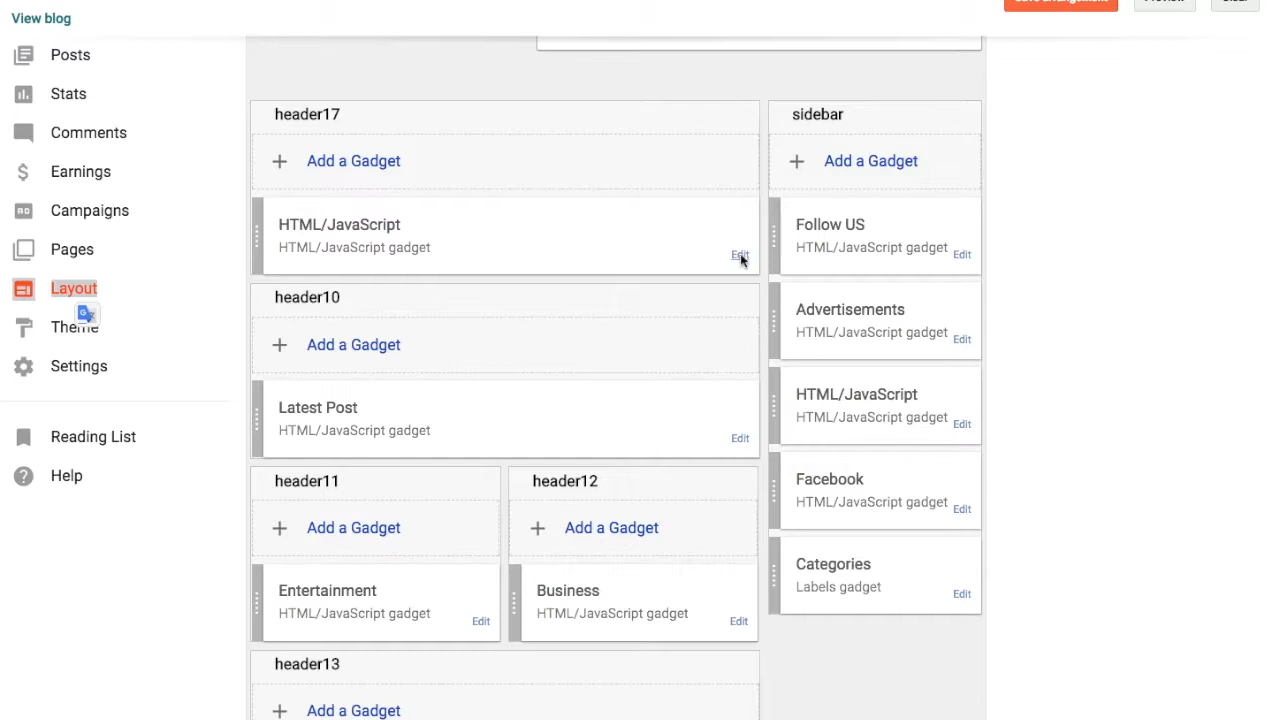 View blog
Posts
Stats
Comments
Earnings
Campaigns
Pages
Layout
Theme
Settings
Reading List
Help
header17
+ Add a Gadget
HTML/JavaScript
HTML/JavaScript gadget
Edit
header10
+ Add a Gadget
Latest Post
HTML/JavaScript gadget
Edit
header11
+ Add a Gadget
Entertainment
HTML/JavaScript gadget
Edit
header12
+ Add a Gadget
Business
HTML/JavaScript gadget
Edit
header13
+ Add a Gadget
sidebar
+ Add a Gadget
Follow US
HTML/JavaScript gadget
Edit
Advertisements
HTML/JavaScript gadget
Edit
HTML/JavaScript
HTML/JavaScript gadget
Edit
Facebook
HTML/JavaScript gadget
Edit
Categories
Labels gadget
Edit